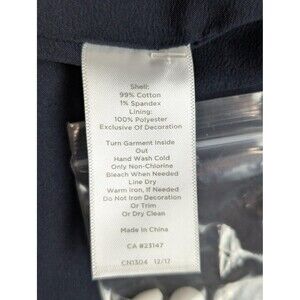 Shell:
99% Cotton
1% Spandex
Lining:
100% Polyester
Exclusive Of Decoration
Turn Garment Inside
Out
Hand Wash Cold
Only Non-Chlorine
Bleach When Needed
Line Dry
Warm Iron, If Needed
Do Not Iron Decoration
Or Trim
Or Dry Clean
Made In China
CA #23147
CN1304 12/17